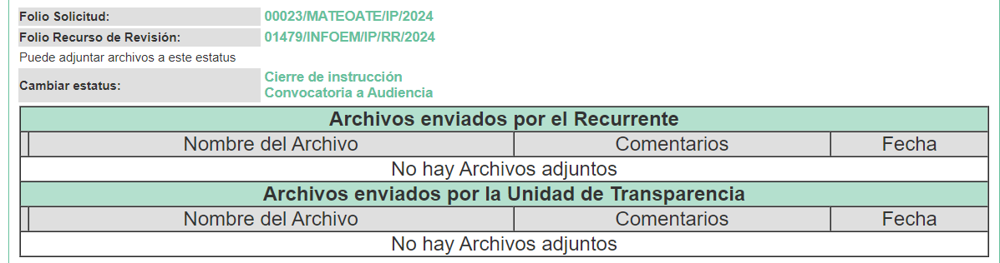 Folio Solicitud: 00023/MATEOATE/IP/2024
Folio Recurso de Revisión: 01479/INFOEM/IP/RR/2024
Puede adjuntar archivos a este estatus
Cambiar estatus: Cierre de instrucción
Convocatoria a Audiencia
Archivos enviados por el Recurrente
Nombre del Archivo Comentarios Fecha
No hay Archivos adjuntos
Archivos enviados por la Unidad de Transparencia
Nombre del Archivo Comentarios Fecha
No hay Archivos adjuntos